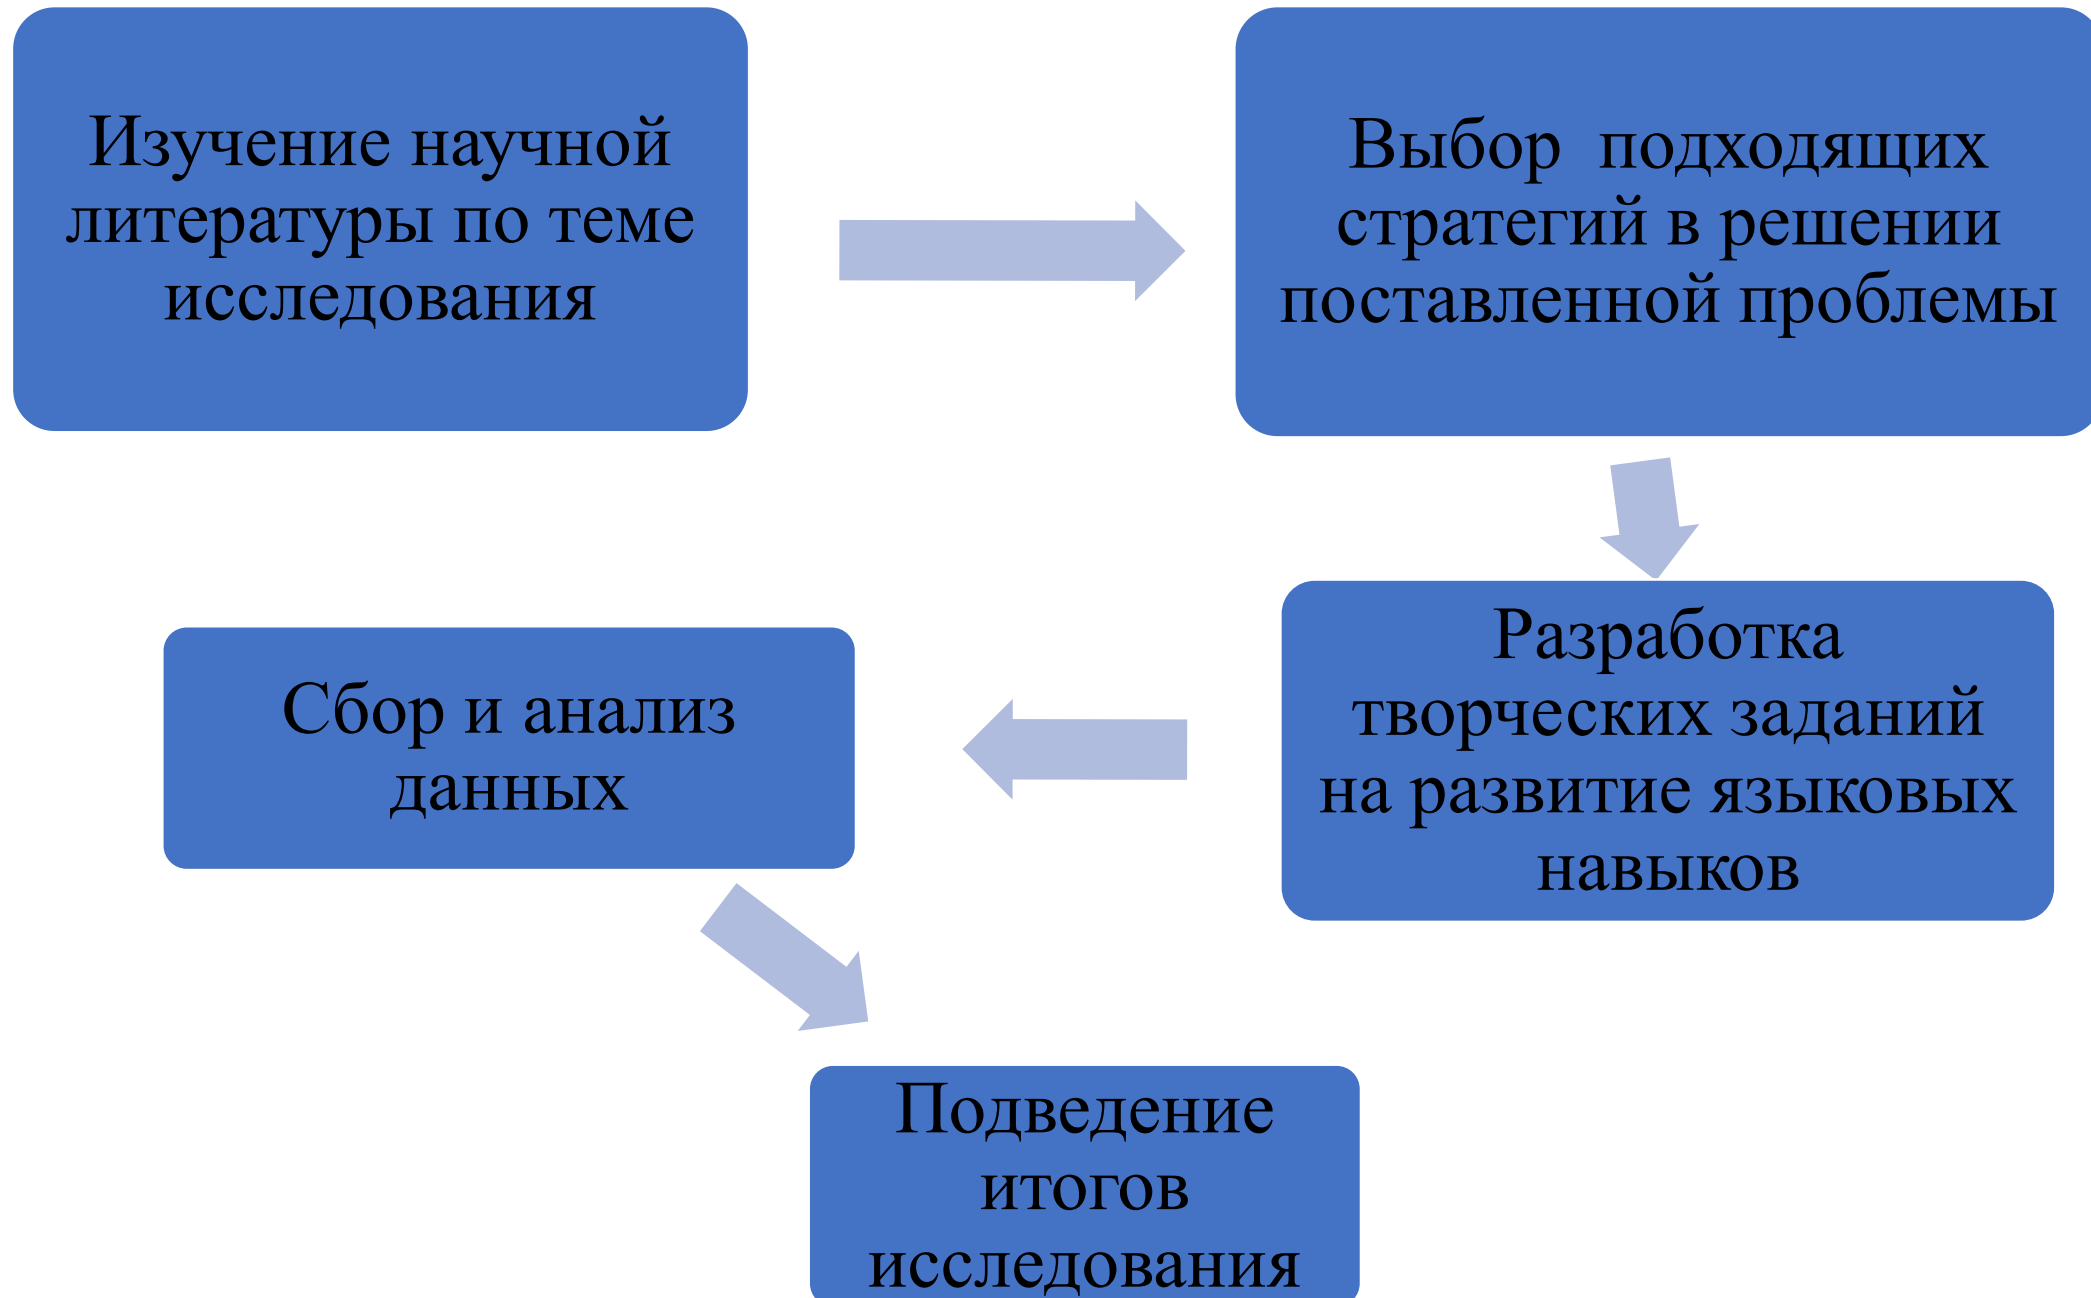 Изучение научной
литературы по теме
исследования
Выбор  подходящих
стратегий в решении
поставленной проблемы
Разработка
творческих заданий
на развитие языковых
навыков
Сбор и анализ
данных
Подведение
итогов
исследования